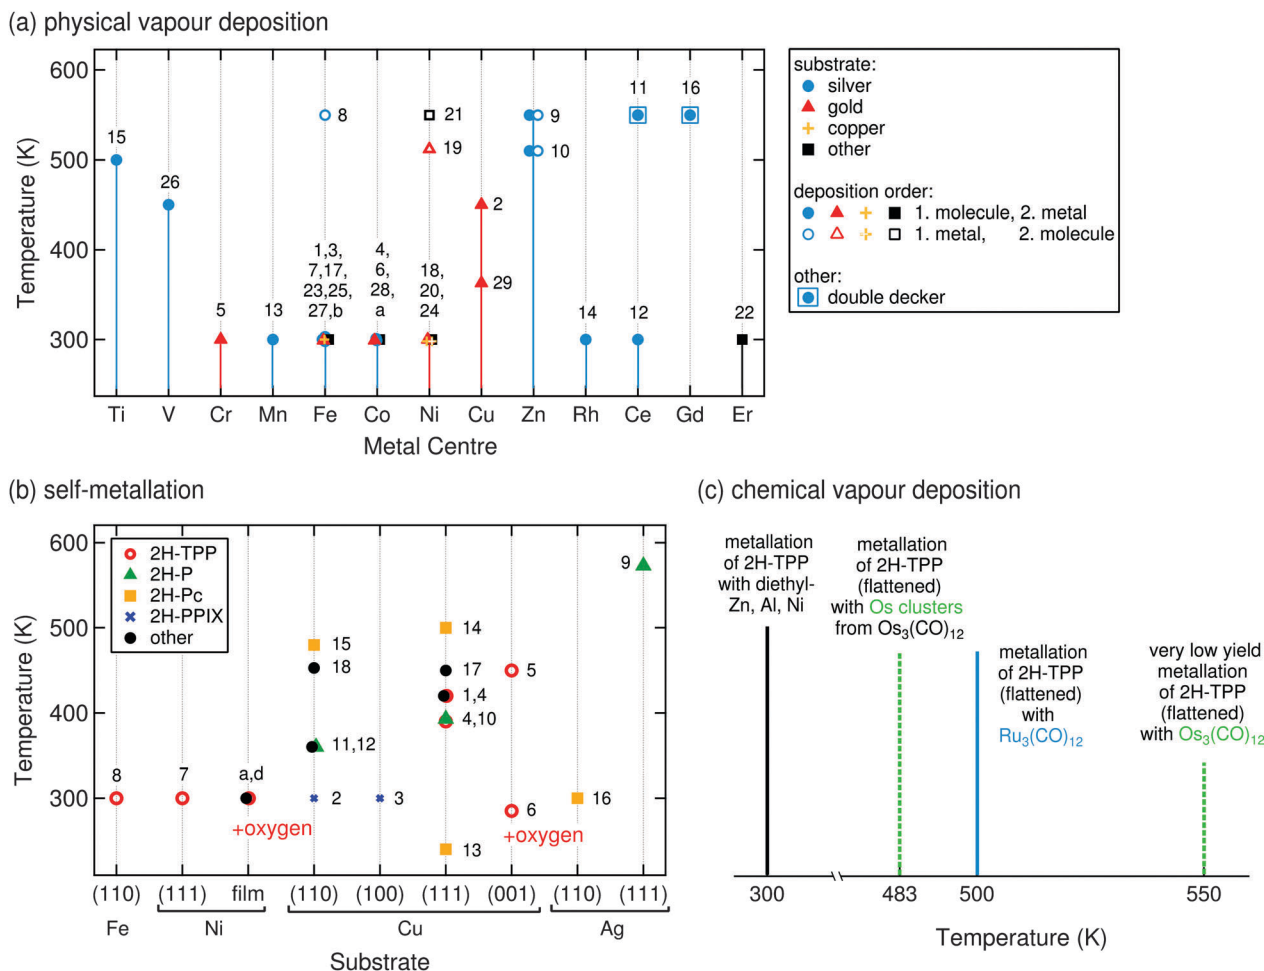 (a) physical vapour deposition
600
500
400
300
Temperature (K)
15
26
5
13
8
1,3,
7,17,
23,25,
27,b
4,
6,
28,
a
21
19
18,
20,
24
2
29
9
10
14
11
12
16
22
Ti V Cr Mn Fe Co Ni Cu Zn Rh Ce Gd Er
Metal Centre
substrate:
silver
gold
copper
other
deposition order:
1. molecule, 2. metal
1. metal, 2. molecule
other:
double decker
(b) self-metallation
600
500
400
300
Temperature (K)
2H-TPP
2H-P
2H-Pc
2H-PPIX
other
8
7
a,d
+oxygen
15
18
11,12
2
3
14
17
1,4
4,10
13
5
6
+oxygen
16
9
(110) (111) film (110) (100) (111) (001) (110) (111)
Fe Ni Cu Ag
Substrate
(c) chemical vapour deposition
metallation
of 2H-TPP
with diethyl-
Zn, Al, Ni
metallation
of 2H-TPP
(flattened)
with Os clusters
from Os3(CO)12
metallation
of 2H-TPP
(flattened)
with
Ru3(CO)12
very low yield
metallation
of 2H-TPP
(flattened)
with Os3(CO)12
300 483 500 550
Temperature (K)